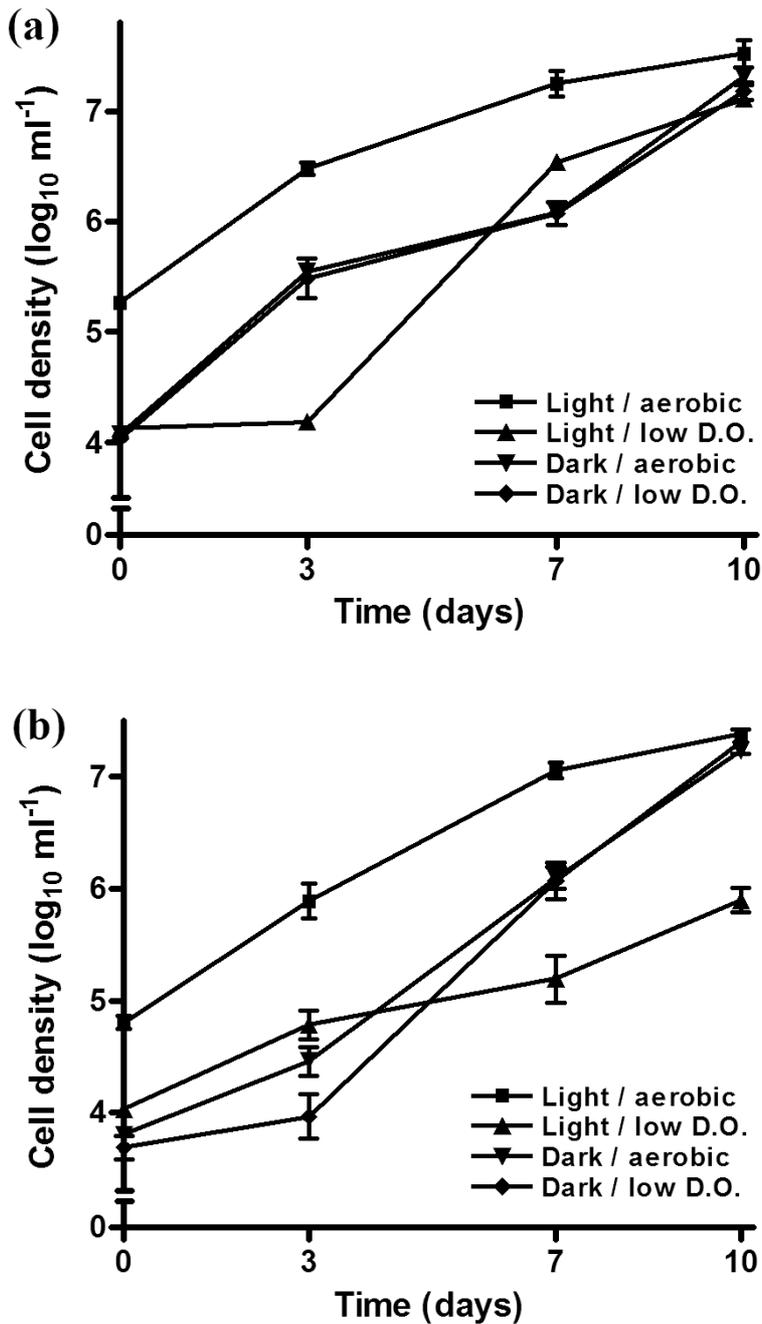 (a)
Cell density (log10 ml-1)
7
6
5
4
0
Light / aerobic
Light / low D.O.
Dark / aerobic
Dark / low D.O.
0 3 7 10
Time (days)
(b)
Cell density (log10 ml-1)
7
6
5
4
0
Light / aerobic
Light / low D.O.
Dark / aerobic
Dark / low D.O.
0 3 7 10
Time (days)